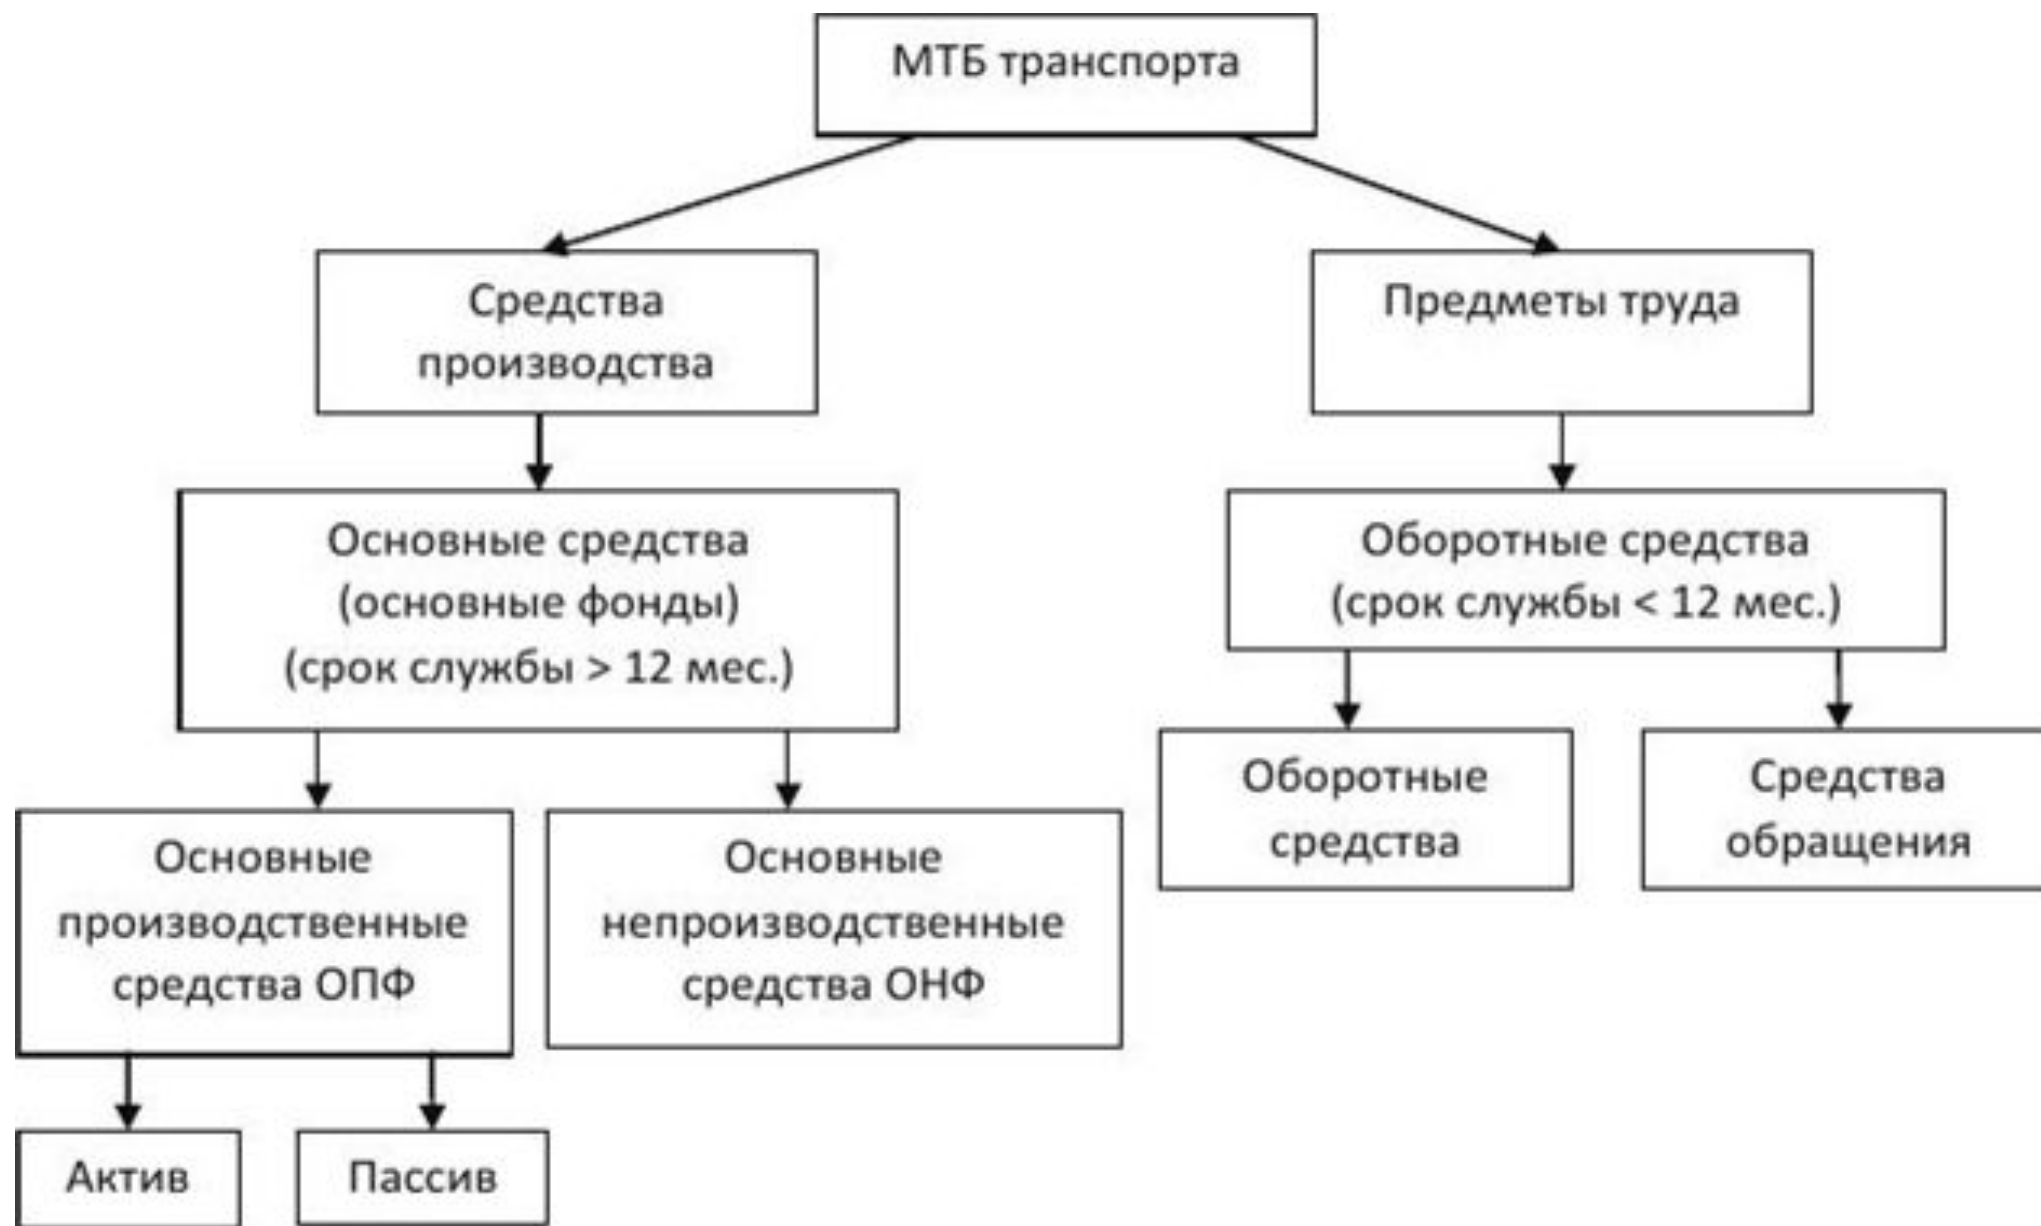 МТБ транспорта
Средства
производства
Предметы труда
Основные средства
(основные фонды)
(срок службы > 12 мес.)
Оборотные средства
(срок службы < 12 мес.)
Оборотные
средства
Средства
обращения
Основные
производственные
средства ОПФ
Основные
непроизводственные
средства ОНФ
Актив
Пассив